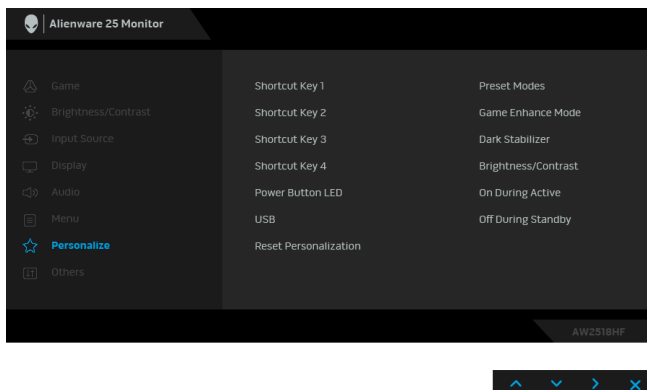 Alienware 25 Monitor
Game
Brightness/Contrast
Input Source
Display
Audio
Menu
Personalize
Others
Shortcut Key 1 Preset Modes
Shortcut Key 2 Game Enhance Mode
Shortcut Key 3 Dark Stabilizer
Shortcut Key 4 Brightness/Contrast
Power Button LED On During Active
USB Off During Standby
Reset Personalization
AW2518HF